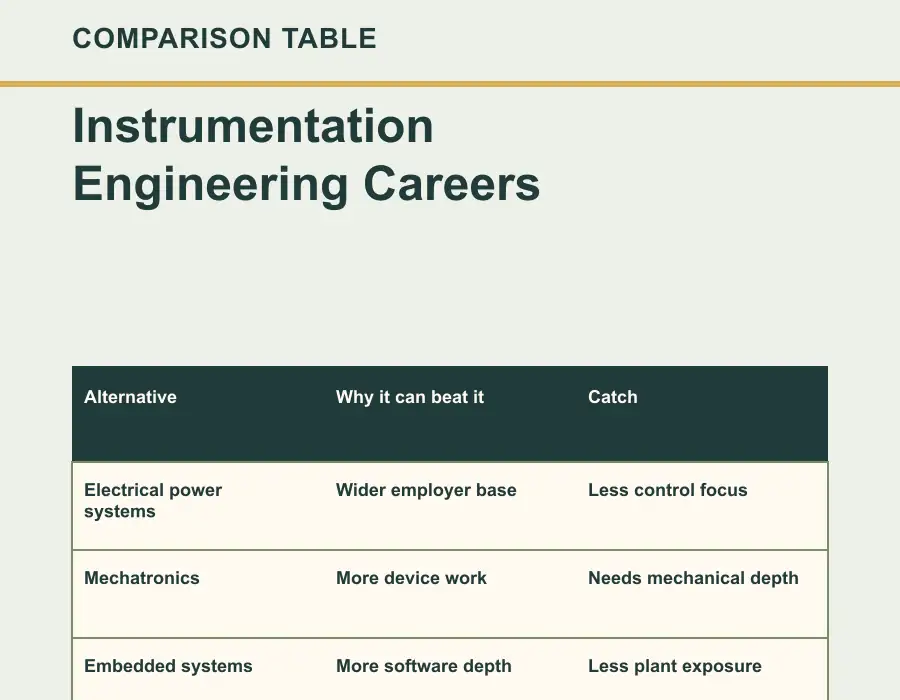 COMPARISON TABLE
Instrumentation
Engineering Careers
Alternative Why it can beat it Catch
Electrical power Wider employer base Less control focus
systems
Mechatronics More device work Needs mechanical depth
Embedded systems More software depth Less plant exposure